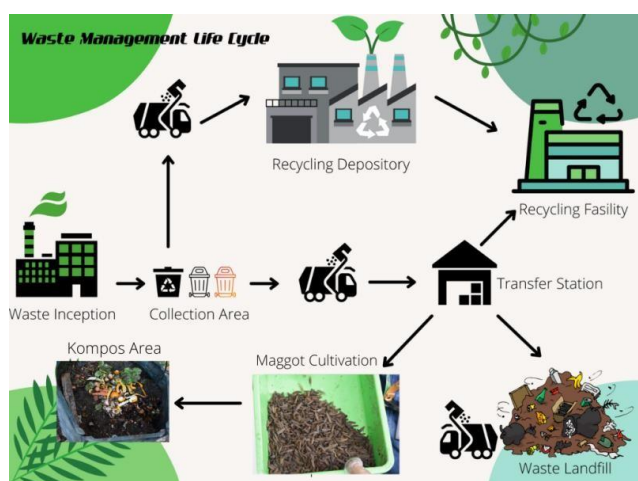 Waste Management Life Cycle
Recycling Depository
Recycling Fasility
Waste Inception
Collection Area
Transfer Station
Kompos Area
Maggot Cultivation
Waste Landfill